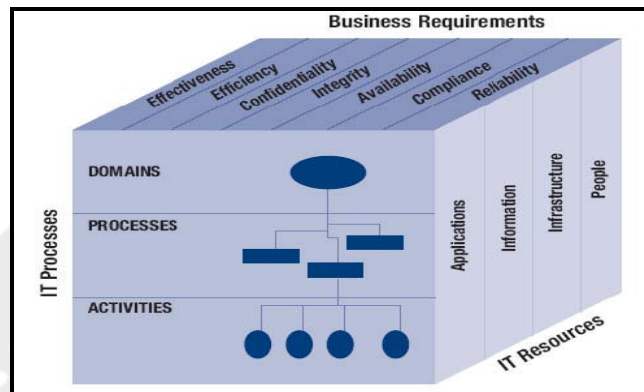 Business Requirements
Effectiveness
Efficiency
Confidentiality
Integrity
Availability
Compliance
Reliability
IT Processes
DOMAINS
PROCESSES
ACTIVITIES
Applications
Information
Infrastructure
People
IT Resources